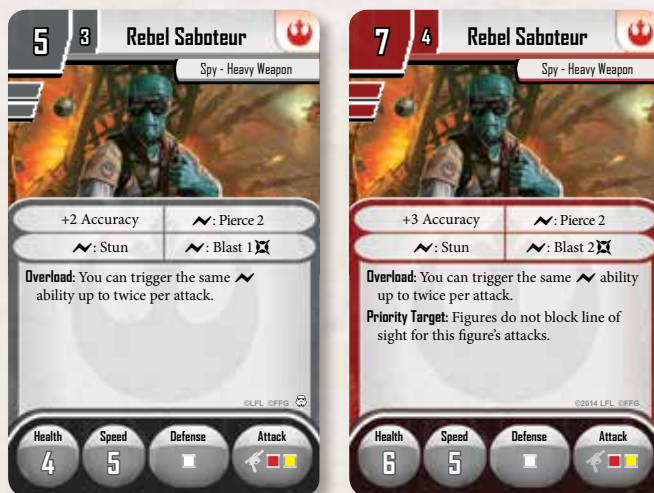 5 3 Rebel Saboteur
Spy - Heavy Weapon
+2 Accuracy : Pierce 2
: Stun : Blast 1
Overload: You can trigger the same
ability up to twice per attack.
©LFL ©FFG
Health Speed Defense Attack
4 5
7 4 Rebel Saboteur
Spy - Heavy Weapon
+3 Accuracy : Pierce 2
: Stun : Blast 2
Overload: You can trigger the same ability
up to twice per attack.
Priority Target: Figures do not block line of
sight for this figure's attacks.
©2014 LFL ©FFG
Health Speed Defense Attack
6 5